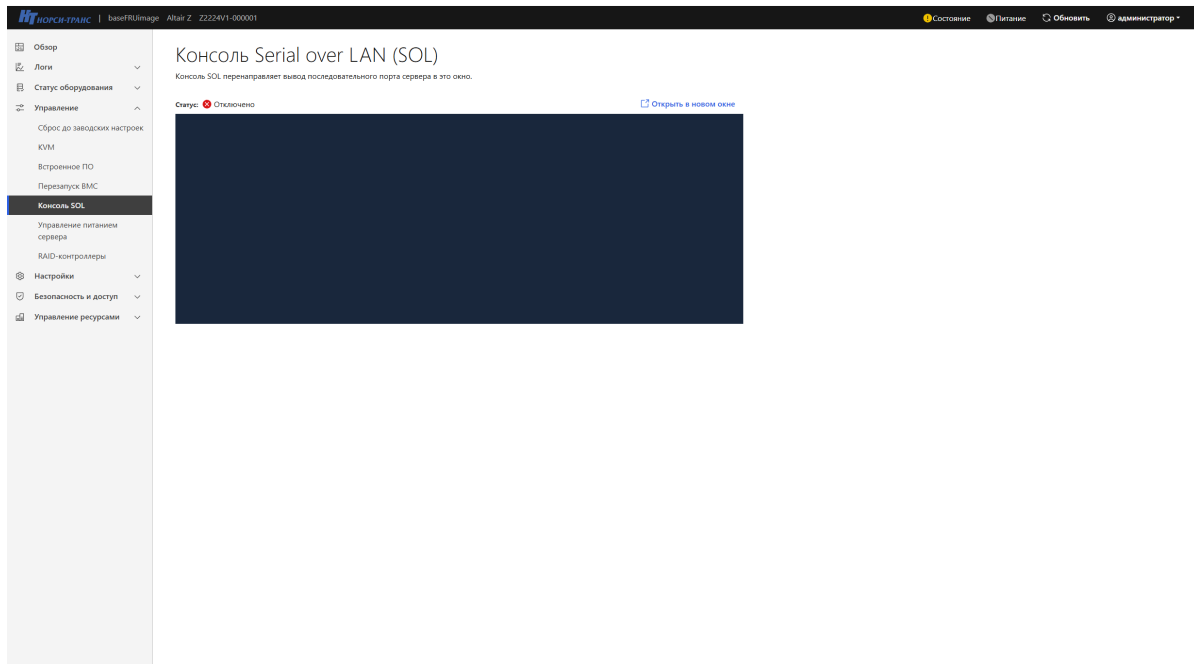 НТ НОРСИ-ТРАНС | baseFRUimage Altair Z Z2224V1-000001 Состояние Питание Обновить администратор
Обзор
Логи
Статус оборудования
Управление
Сброс до заводских настроек
KVM
Встроенное ПО
Перезапуск BMC
Консоль SOL
Управление питанием
сервера
RAID-контроллеры
Настройки
Безопасность и доступ
Управление ресурсами
Консоль Serial over LAN (SOL)
Консоль SOL перенаправляет вывод последовательного порта сервера в это окно.
Статус: Отключено Открыть в новом окне